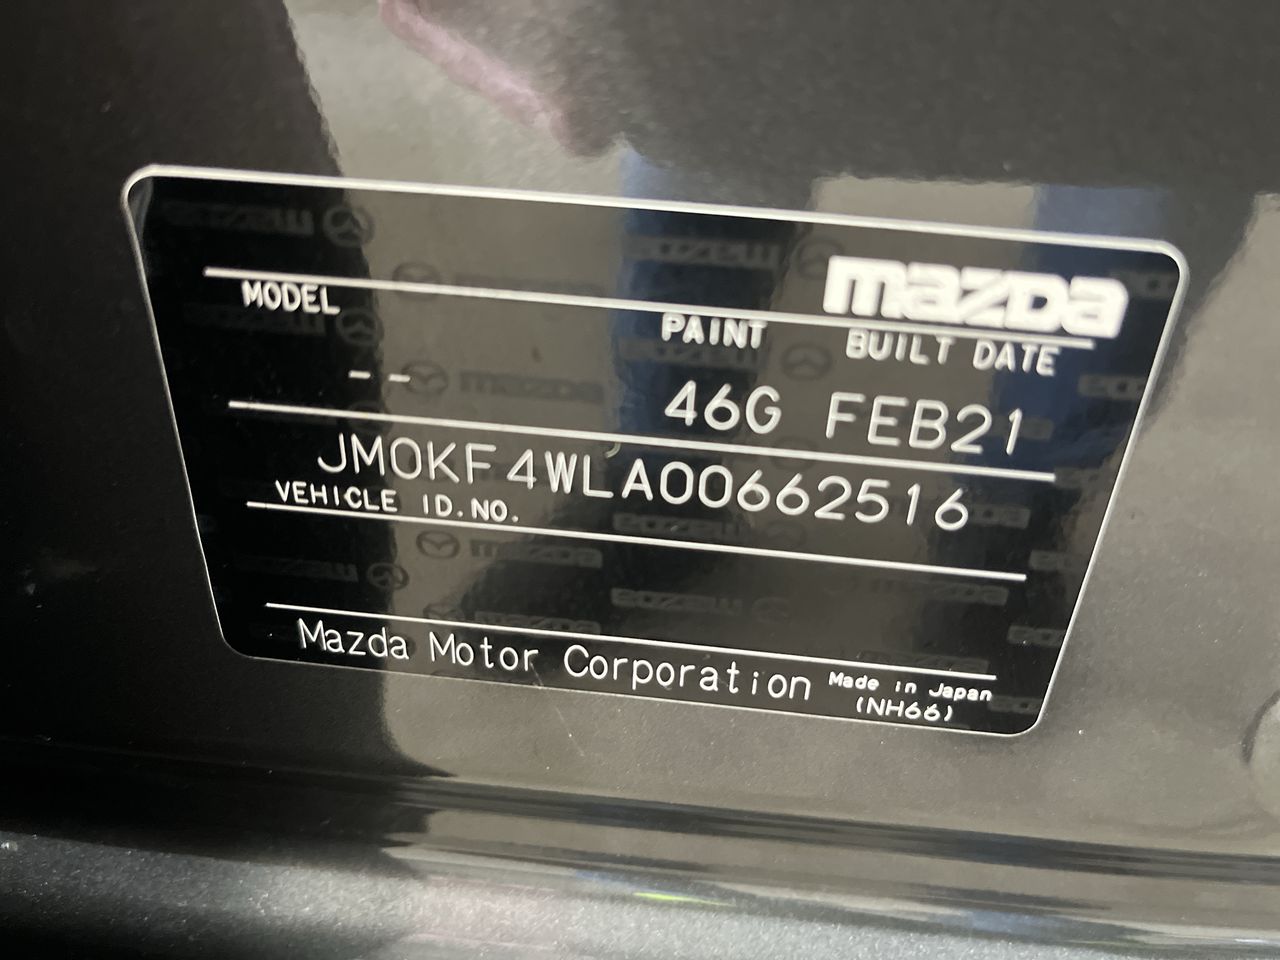 mazda
MODEL PAINT BUILT DATE
-- 46G FEB21
JM0KF4WLA00662516
VEHICLE ID.NO.
Mazda Motor Corporation Made in Japan
(NH66)